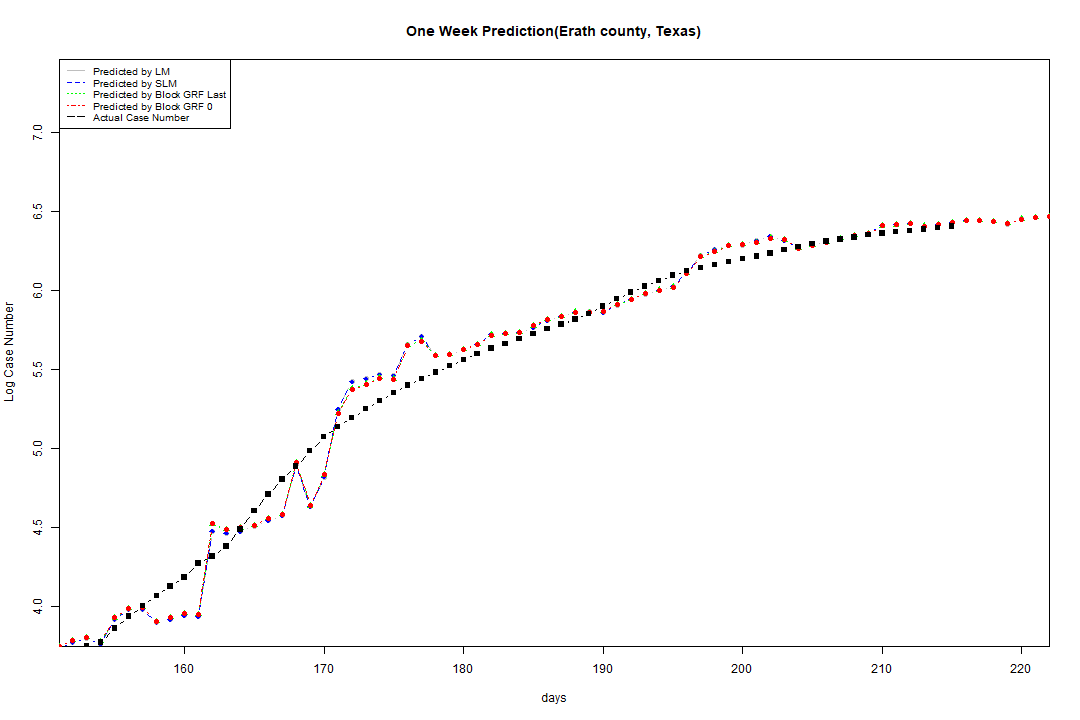 One Week Prediction(Erath county, Texas)
Predicted by LM
Predicted by SLM
Predicted by Block GRF Last
Predicted by Block GRF 0
Actual Case Number
7.0
6.5
6.0
5.5
5.0
4.5
4.0
Log Case Number
160 170 180 190 200 210 220
days